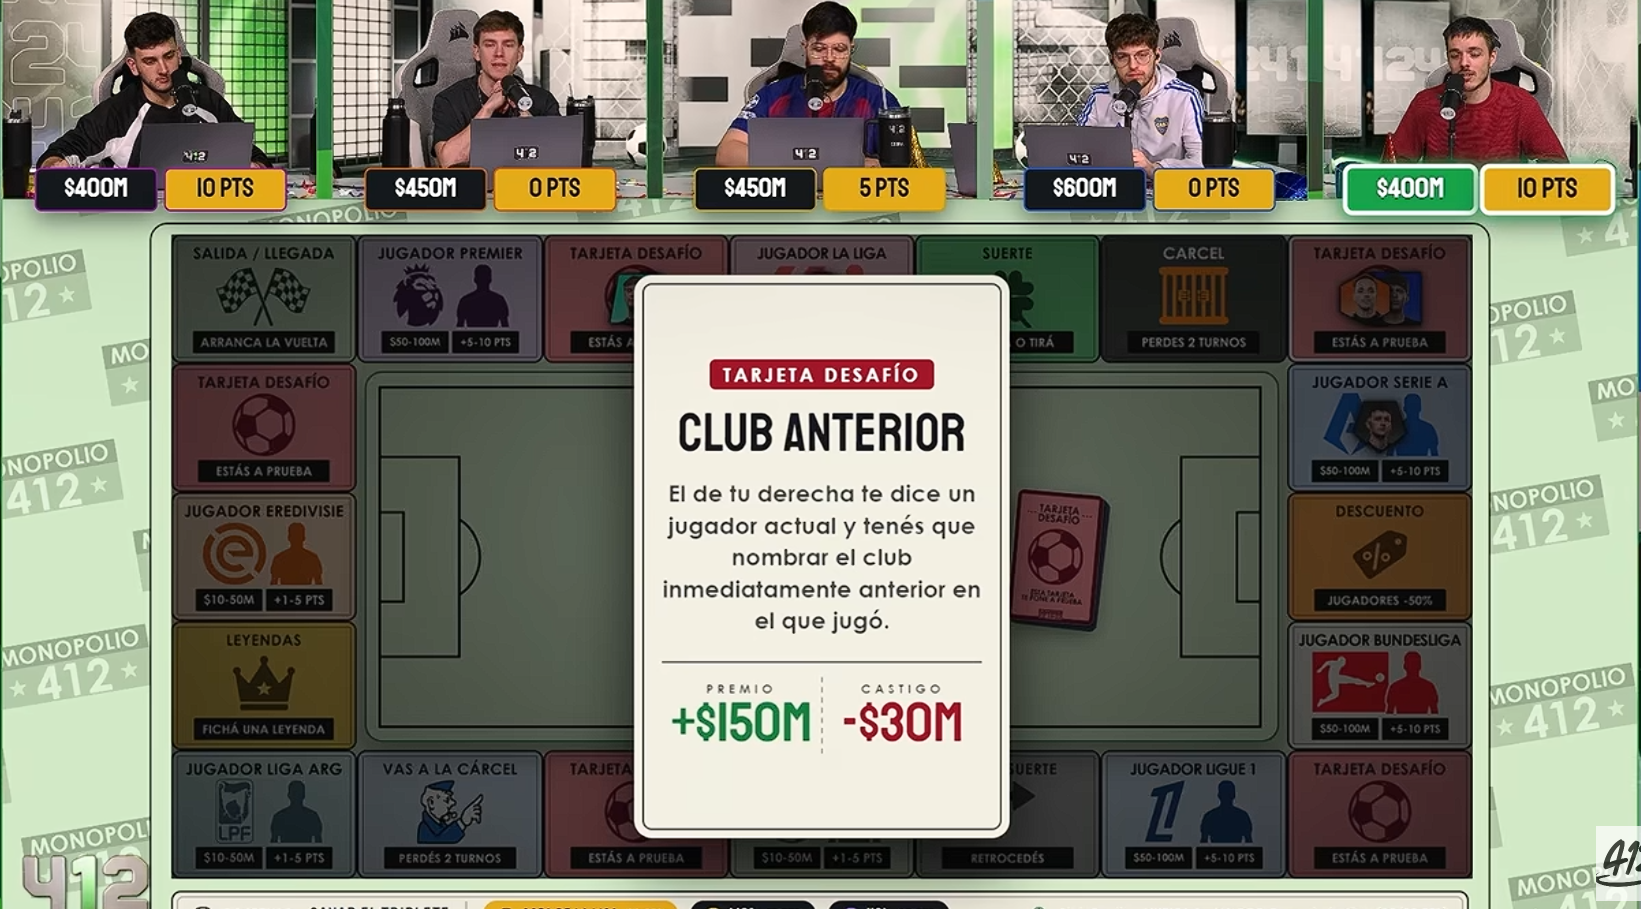 $400M 10 PTS
$450M 0 PTS
$450M 5 PTS
$600M 0 PTS
$400M 10 PTS
SALIDA / LLEGADA
ARRANCA LA VUELTA
JUGADOR PREMIER
$50-100M +5-10 PTS
TARJETA DESAFÍO
JUGADOR LA LIGA
SUERTE
O TIRÁ
CARCEL
PERDES 2 TURNOS
TARJETA DESAFÍO
ESTÁS A PRUEBA
TARJETA DESAFÍO
ESTÁS A PRUEBA
TARJETA DESAFÍO
CLUB ANTERIOR
El de tu derecha te dice un
jugador actual y tenés que
nombrar el club
inmediatamente anterior en
el que jugó.
PREMIO
+$150M
CASTIGO
-$30M
TARJETA
DESAFÍO
JUGADOR SERIE A
$50-100M +5-10 PTS
JUGADOR EREDIVISIE
$10-50M +1-5 PTS
DESCUENTO
JUGADORES -50%
LEYENDAS
FICHÁ UNA LEYENDA
JUGADOR BUNDESLIGA
$50-100M +5-10 PTS
JUGADOR LIGA ARG
LPF
$10-50M +1-5 PTS
VAS A LA CÁRCEL
PERDÉS 2 TURNOS
TARJETA
ESTÁS A PRUEBA
$10-50M +1-5 PTS
SUERTE
RETROCEDÉS
JUGADOR LIGUE 1
$50-100M +5-10 PTS
TARJETA DESAFÍO
ESTÁS A PRUEBA
MONOPOLIO
412
412